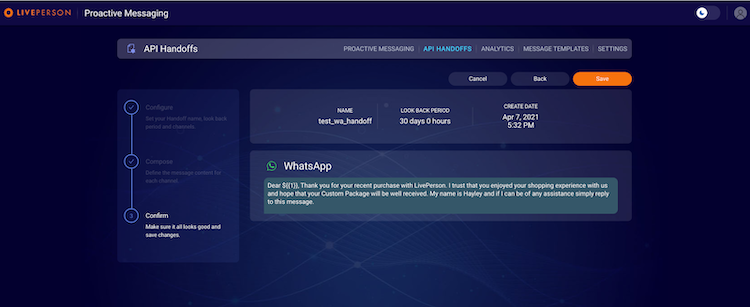 LIVEPERSON Proactive Messaging
API Handoffs
PROACTIVE MESSAGING | API HANDOFFS | ANALYTICS | MESSAGE TEMPLATES | SETTINGS
Cancel
Back
Save
Configure
Set your Handoff name, look back
period and channels.
Compose
Define the message content for
each channel.
3
Confirm
Make sure it all looks good and
save changes.
NAME
test_wa_handoff
LOOK BACK PERIOD
30 days 0 hours
CREATE DATE
Apr 7, 2021
5:32 PM
WhatsApp
Dear ${{1}}, Thank you for your recent purchase with LivePerson. I trust that you enjoyed your shopping experience with us
and hope that your Custom Package will be well received. My name is Hayley and if I can be of any assistance simply reply
to this message.